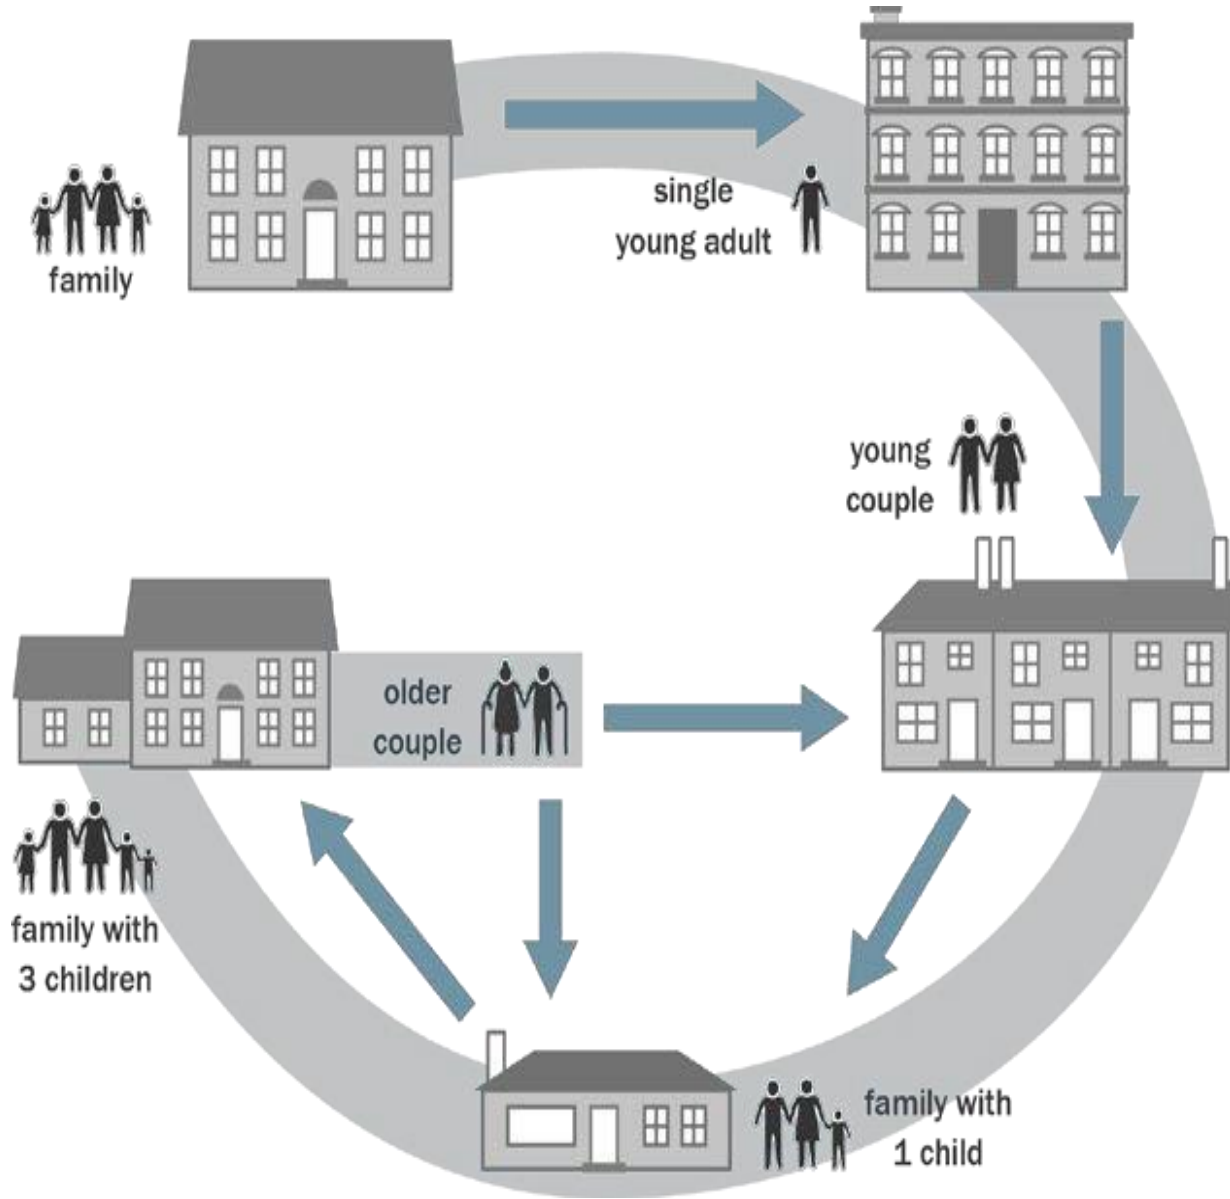 family
single
young adult
young
couple
older
couple
family with
3 children
family with
1 child